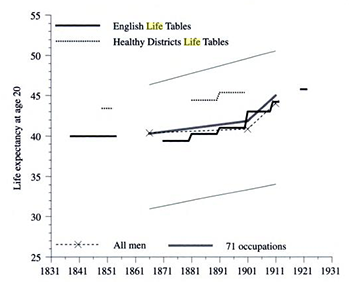 55
50
45
40
35
30
25
Life expectancy at age 20
English Life Tables
Healthy Districts Life Tables
All men
71 occupations
1831 1841 1851 1861 1871 1881 1891 1901 1911 1921 1931